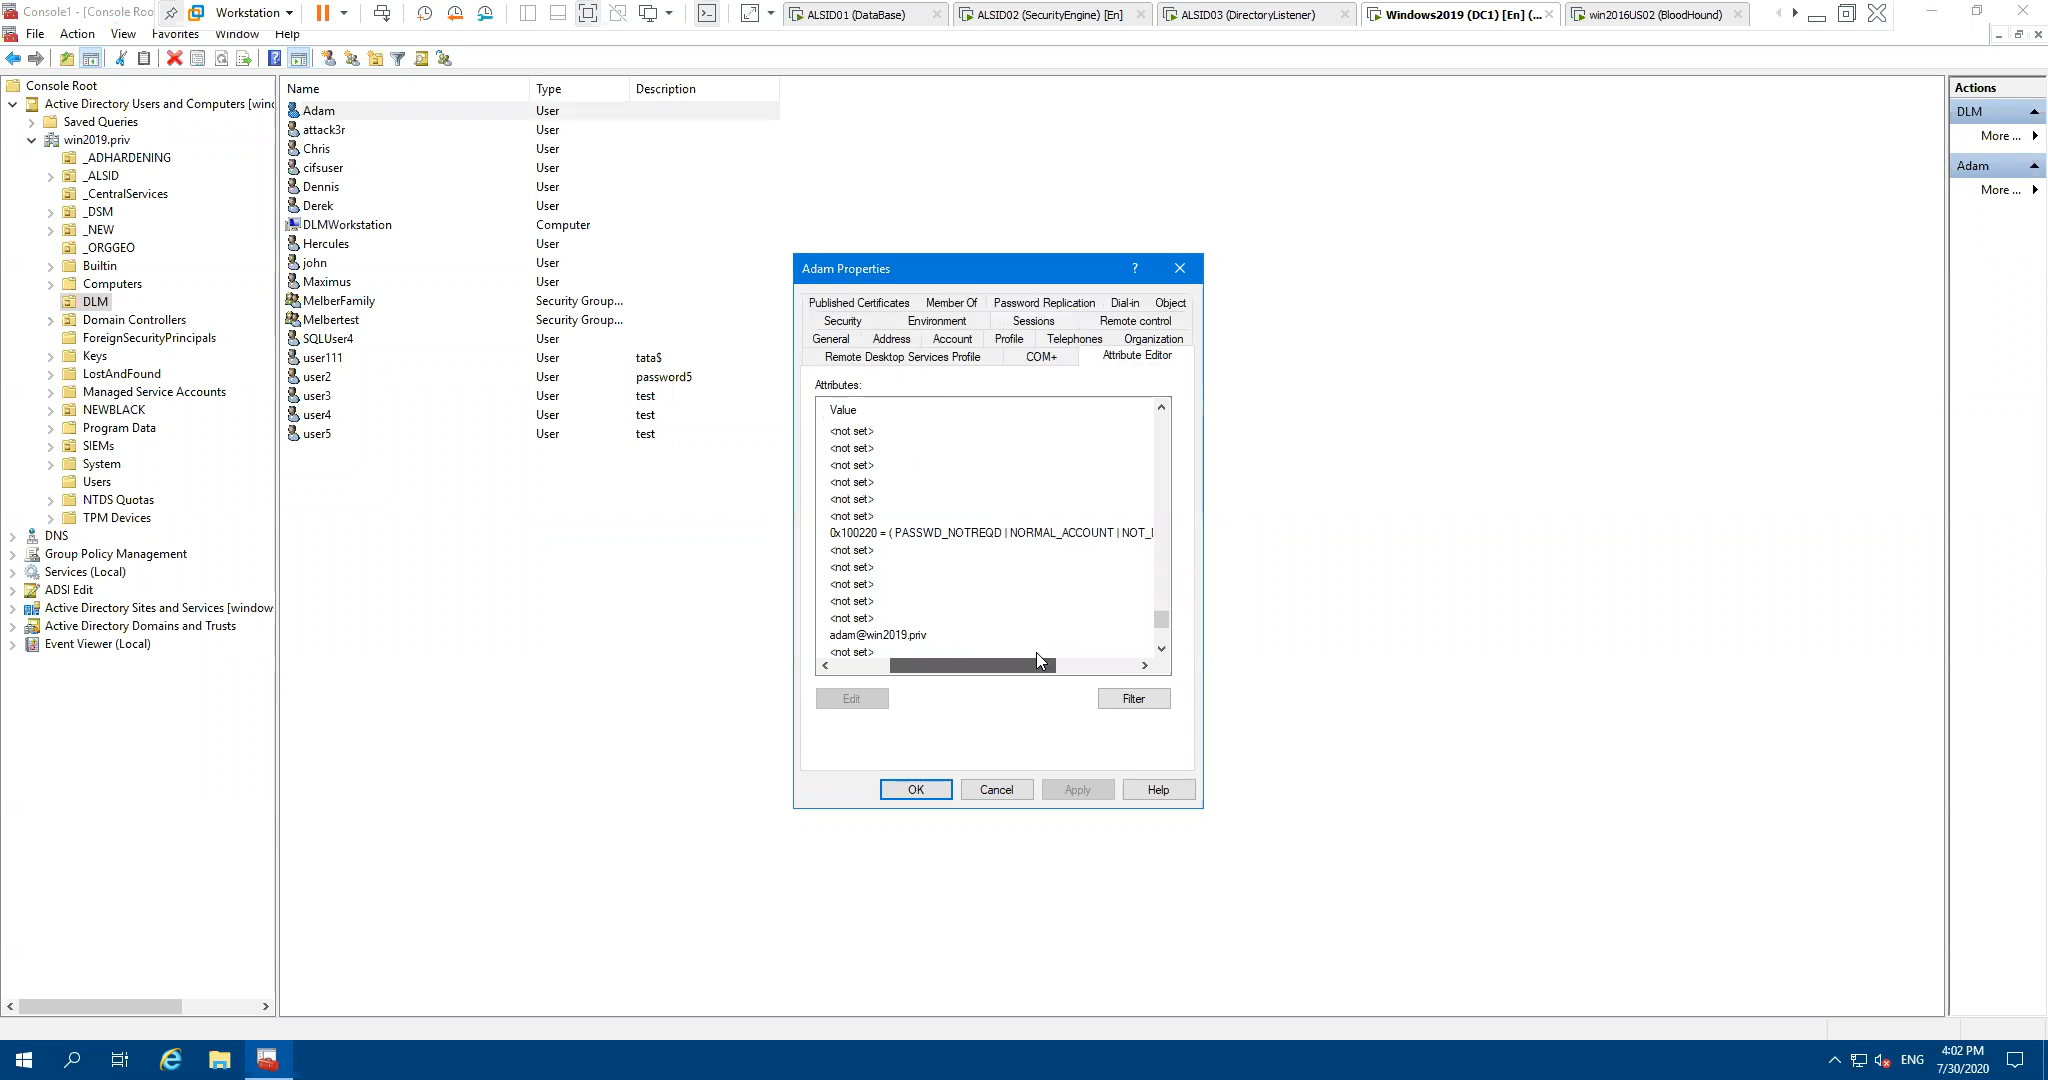 Console1 - [Console Roo
Workstation
ALSID01 (DataBase)
ALSID02 (SecurityEngine) [En]
ALSID03 (DirectoryListener)
Windows2019 (DC1) [En] (...
win2016US02 (BloodHound)
File Action View Favorites Window Help
Console Root
Active Directory Users and Computers [wind
Saved Queries
win2019.priv
_ADHARDENING
_ALSID
_CentralServices
_DSM
_NEW
_ORGGEO
Builtin
Computers
DLM
Domain Controllers
ForeignSecurityPrincipals
Keys
LostAndFound
Managed Service Accounts
NEWBLACK
Program Data
SIEMs
System
Users
NTDS Quotas
TPM Devices
DNS
Group Policy Management
Services (Local)
ADSI Edit
Active Directory Sites and Services [window
Active Directory Domains and Trusts
Event Viewer (Local)
Name Type Description
Adam User
attack3r User
Chris User
cifsuser User
Dennis User
Derek User
DLMWorkstation Computer
Hercules User
john User
Maximus User
MelberFamily Security Group...
Melbertest Security Group...
SQLUser4 User
user111 User tata$
user2 User password5
user3 User test
user4 User test
user5 User test
Adam Properties ?
Published Certificates Member Of Password Replication Dial-in Object
Security Environment Sessions Remote control
General Address Account Profile Telephones Organization
Remote Desktop Services Profile COM+ Attribute Editor
Attributes:
Value
<not set>
<not set>
<not set>
<not set>
<not set>
<not set>
0x100220 = ( PASSWD_NOTREQD | NORMAL_ACCOUNT | NOT_
<not set>
<not set>
<not set>
<not set>
<not set>
adam@win2019.priv
<not set>
Edit Filter
OK Cancel Apply Help
Actions
DLM
More ...
Adam
More ...
ENG
4:02 PM
7/30/2020